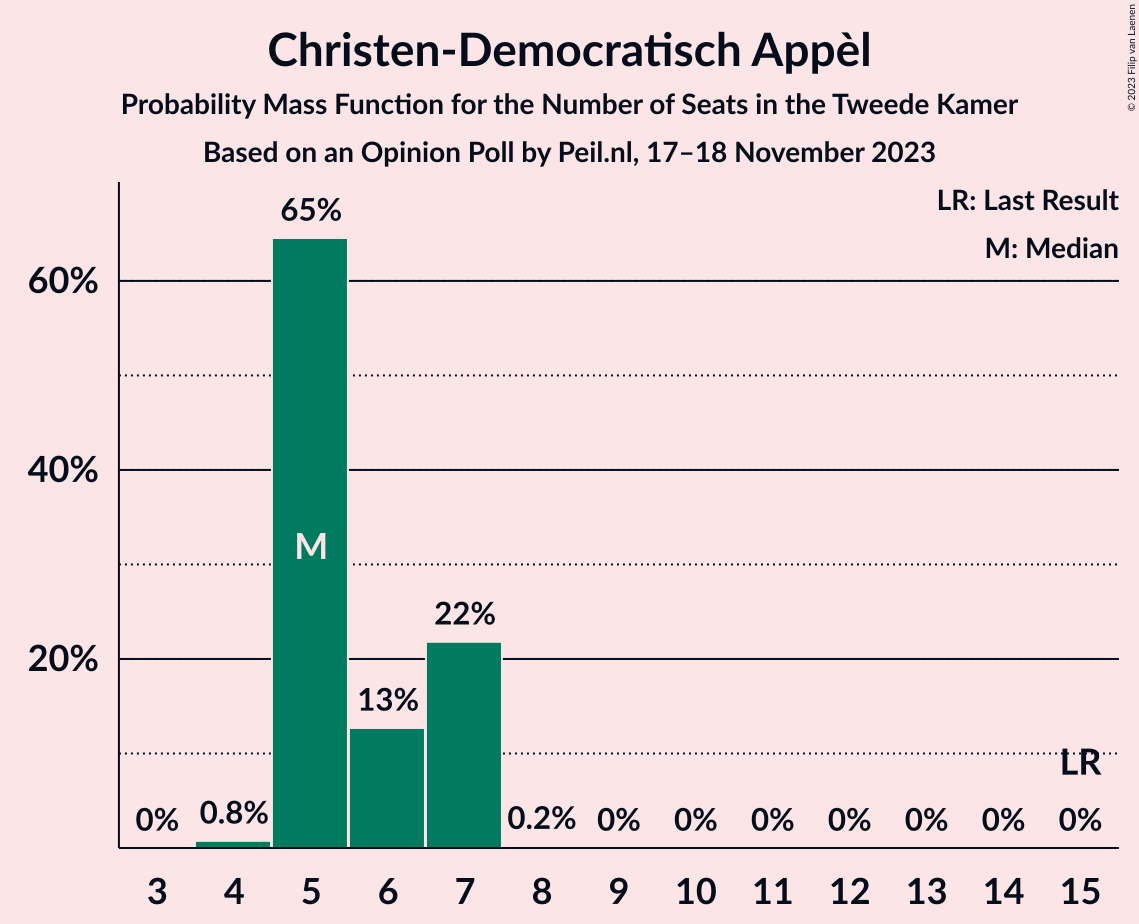 Christen-Democratisch Appèl
Probability Mass Function for the Number of Seats in the Tweede Kamer
Based on an Opinion Poll by Peil.nl, 17–18 November 2023
© 2023 Filip van Laenen
LR: Last Result
M: Median
60%
40%
20%
65%
M
22%
13%
LR
0%
0.8%
0.2%
0%
0%
0%
0%
0%
0%
0%
3 4 5 6 7 8 9 10 11 12 13 14 15